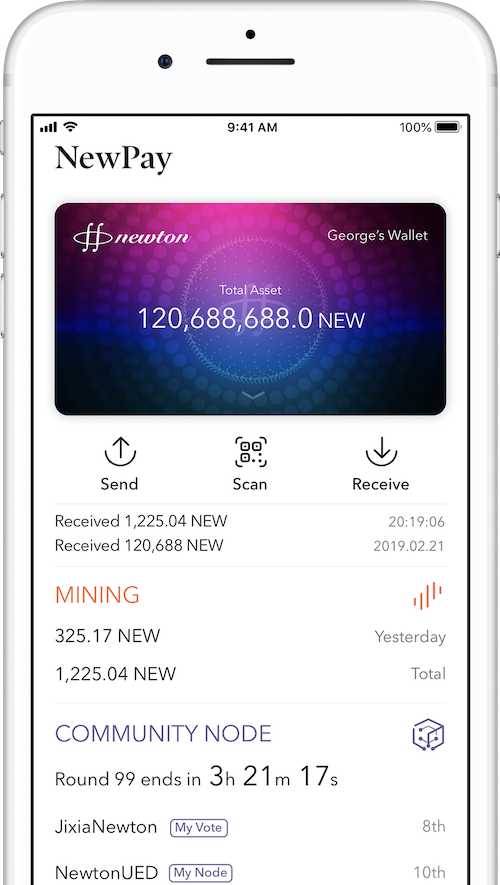 9:41 AM
100%
NewPay
newton
George's Wallet
Total Asset
120,688,688.0 NEW
Send
Scan
Receive
Received 1,225.04 NEW
20:19:06
Received 120,688 NEW
2019.02.21
MINING
325.17 NEW
Yesterday
1,225.04 NEW
Total
COMMUNITY NODE
Round 99 ends in 3h 21m 17s
JixiaNewton My Vote
8th
NewtonUED My Node
10th